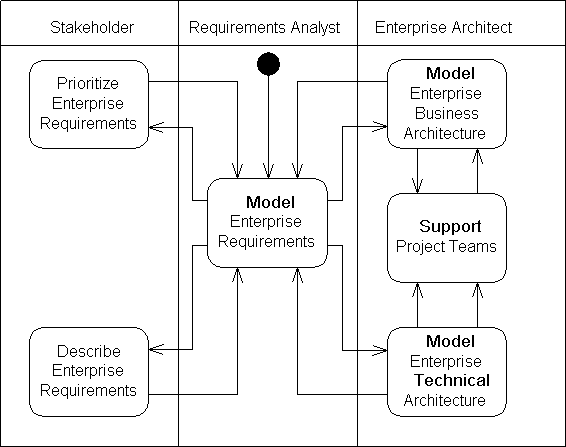 Stakeholder
Requirements Analyst
Enterprise Architect
Prioritize
Enterprise
Requirements
Model
Enterprise
Business
Architecture
Model
Enterprise
Requirements
Support
Project Teams
Describe
Enterprise
Requirements
Model
Enterprise
Technical
Architecture